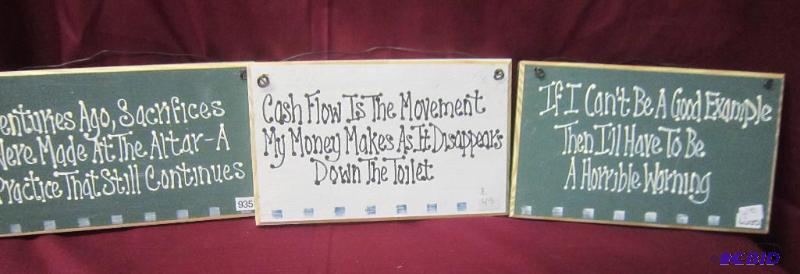 enturies Ago, Sacrifices
Were Made At The Altar - A
Practice That Still Continues
935
Cash Flow Is The Movement
My Money Makes As It Disappears
Down The Toilet
If I Can't Be A Good Example
Then I'll Have To Be
A Horrible Warning
KBID